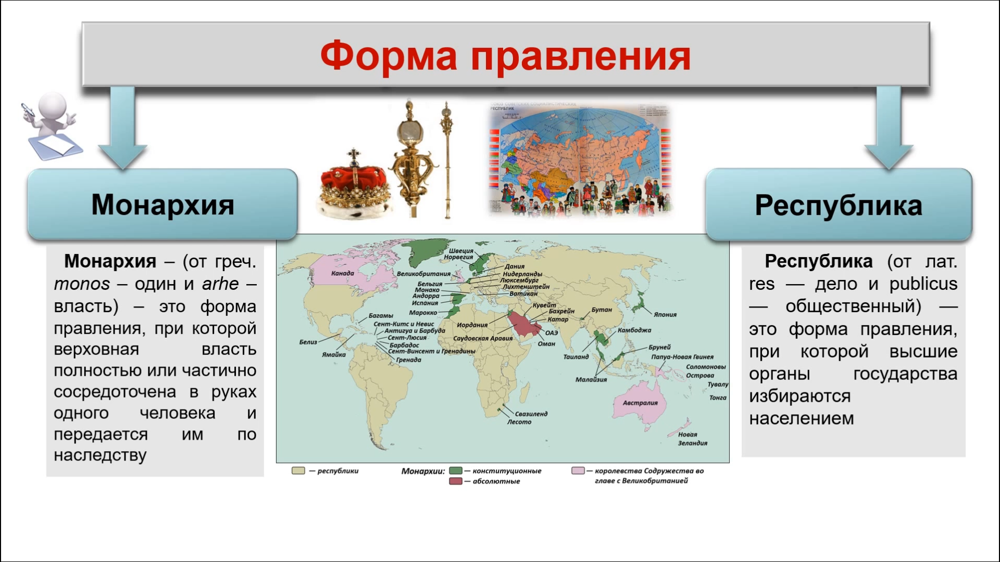 Форма правления
СОЮЗ СОВЕТСКИХ СОЦИАЛИСТИЧЕСКИХ
РЕСПУБЛИК
Монархия
Республика
Монархия – (от греч.
monos – один и arhe –
власть) – это форма
правления, при которой
верховная власть
полностью или частично
сосредоточена в руках
одного человека и
передается им по
наследству
Швеция
Норвегия
Канада
Великобритания
Дания
Нидерланды
Люксембург
Лихтенштейн
Ватикан
Бельгия
Монако
Андорра
Испания
Марокко
Кувейт
Бахрейн
Катар
Бутан
Япония
Багамы
Сент-Китс и Невис
Антигуа и Барбуда
Сент-Люсия
Барбадос
Сент-Винсент и Гренадины
Гренада
Белиз
Ямайка
Иордания
Саудовская Аравия
ОАЭ
Оман
Камбоджа
Таиланд
Бруней
Малайзия
Папуа-Новая Гвинея
Соломоновы
Острова
Тувалу
Тонга
Австралия
Свазиленд
Лесото
Новая
Зеландия
— республики
Монархии:
— конституционные
— абсолютные
— королевства Содружества во
главе с Великобританией
Республика (от лат.
res — дело и publicus
— общественный) —
это форма правления,
при которой высшие
органы государства
избираются
населением